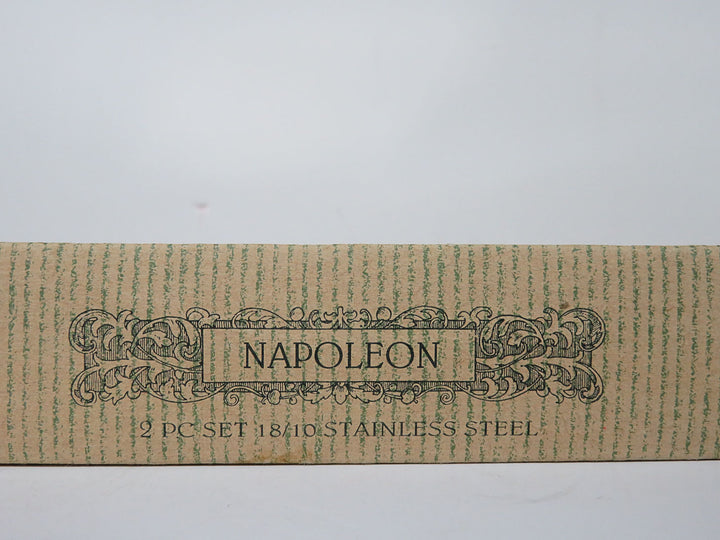 NAPOLEON
2 PC SET 18/10 STAINLESS STEEL